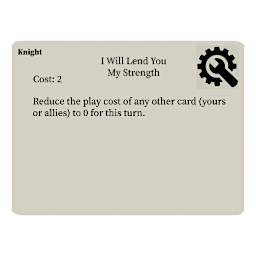 Knight
I Will Lend You
My Strength
Cost: 2
Reduce the play cost of any other card (yours
or allies) to 0 for this turn.